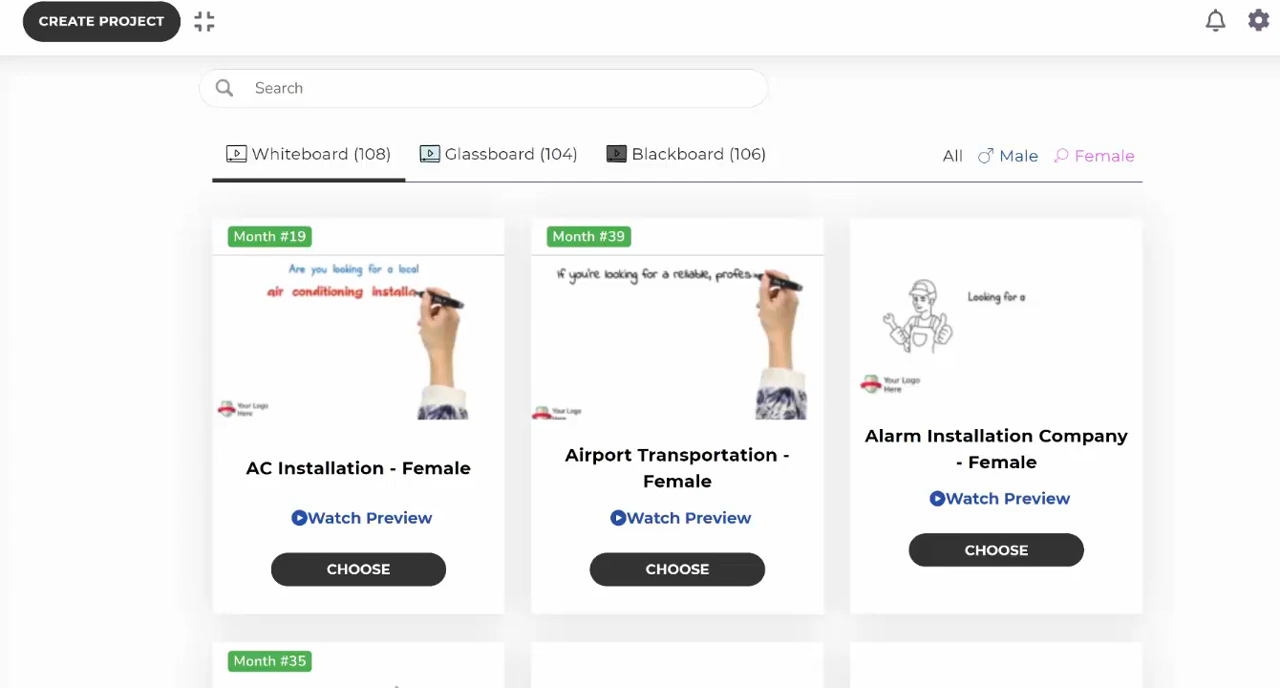 CREATE PROJECT
Search
Whiteboard (108)
Glassboard (104)
Blackboard (106)
All
Male
Female
Month #19
Are you looking for a local
air conditioning installa
Your Logo
Here
AC Installation - Female
Watch Preview
CHOOSE
Month #39
If you're looking for a reliable, profes
Your Logo
Here
Airport Transportation -
Female
Watch Preview
CHOOSE
Looking for a
Your Logo
Here
Alarm Installation Company
- Female
Watch Preview
CHOOSE
Month #35